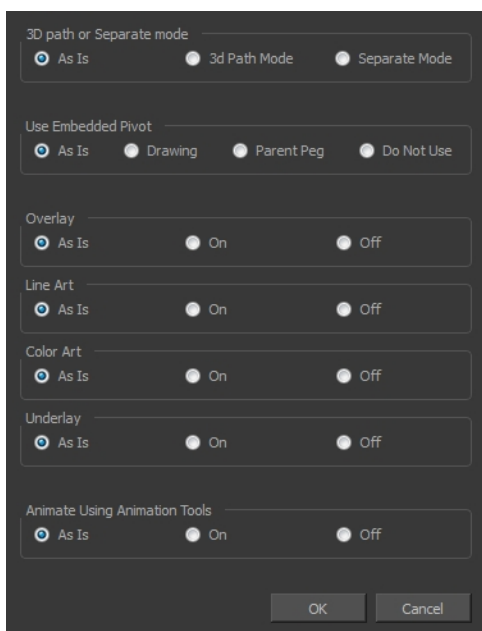 3D path or Separate mode
As Is 3d Path Mode Separate Mode
Use Embedded Pivot
As Is Drawing Parent Peg Do Not Use
Overlay
As Is On Off
Line Art
As Is On Off
Color Art
As Is On Off
Underlay
As Is On Off
Animate Using Animation Tools
As Is On Off
OK Cancel